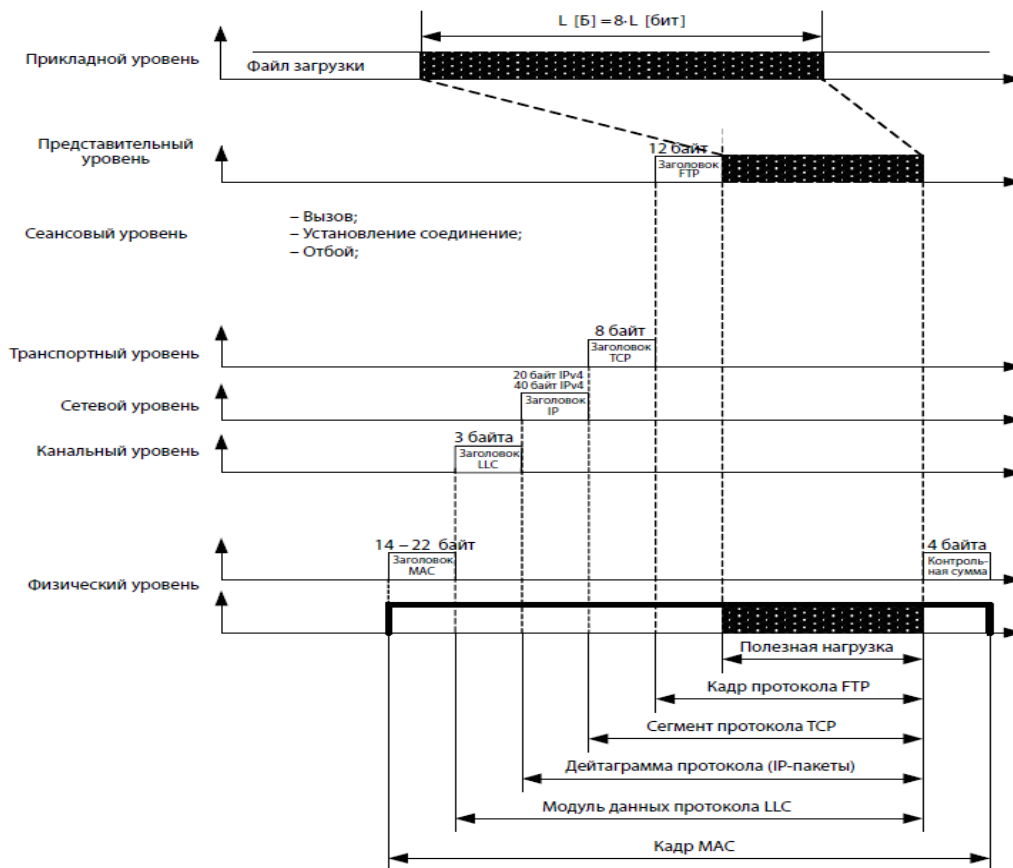 L [Б] = 8·L [бит]
Прикладной уровень
Файл загрузки
Представительный
уровень
12 байт
Заголовок
FTP
Сеансовый уровень
– Вызов;
– Установление соединение;
– Отбой;
Транспортный уровень
8 байт
Заголовок
TCP
Сетевой уровень
20 байт IPv4
40 байт IPv4
Заголовок
IP
Канальный уровень
3 байта
Заголовок
LLC
Физический уровень
14 – 22 байт
Заголовок
MAC
4 байта
Контроль-
ная сумма
Полезная нагрузка
Кадр протокола FTP
Сегмент протокола TCP
Дейтаграмма протокола (IP-пакеты)
Модуль данных протокола LLC
Кадр MAC